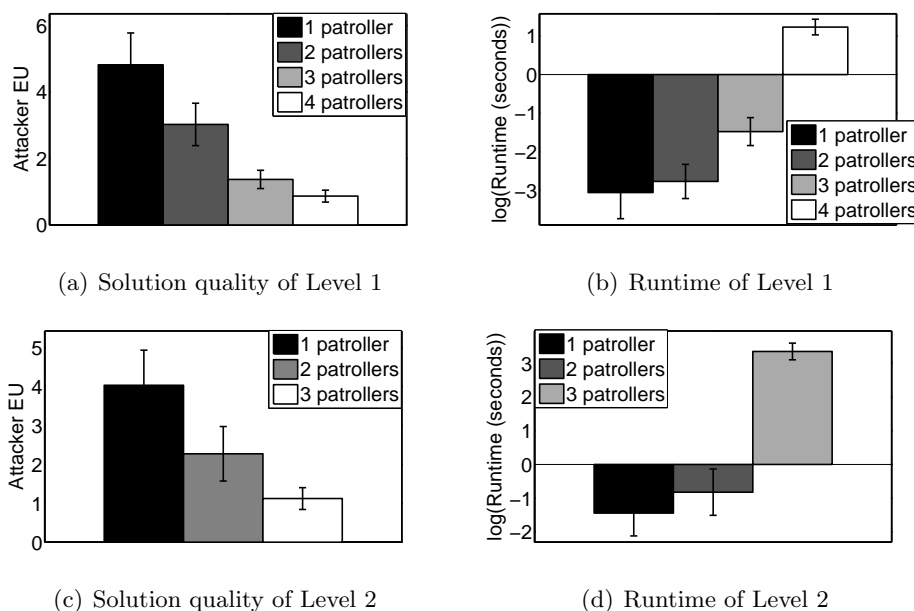 6
4
2
0
Attacker EU
1 patroller
2 patrollers
3 patrollers
4 patrollers
(a) Solution quality of Level 1
1
0
−1
−2
−3
log(Runtime (seconds))
1 patroller
2 patrollers
3 patrollers
4 patrollers
(b) Runtime of Level 1
5
4
3
2
1
0
Attacker EU
1 patroller
2 patrollers
3 patrollers
(c) Solution quality of Level 2
3
2
1
0
−1
−2
log(Runtime (seconds))
1 patroller
2 patrollers
3 patrollers
(d) Runtime of Level 2